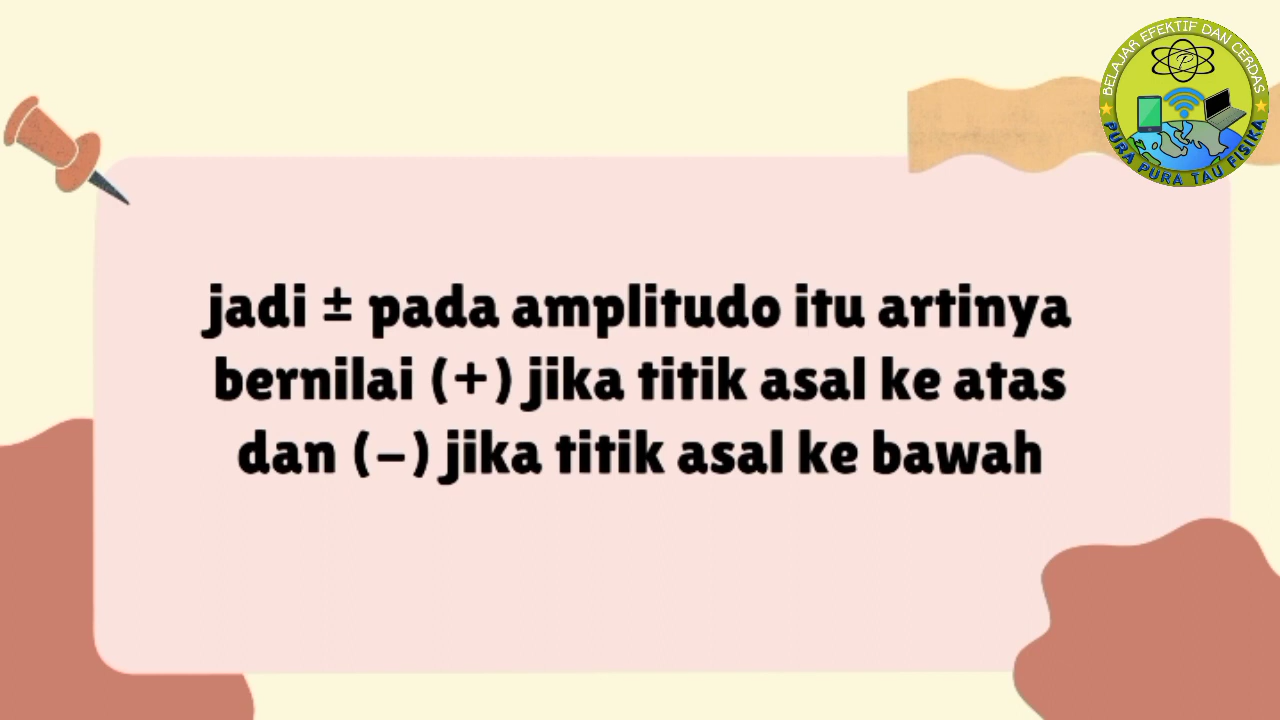 BELAJAR EFEKTIF DAN CERDAS
PURA PURA TAU FISIKA
jadi ± pada amplitudo itu artinya
bernilai (+) jika titik asal ke atas
dan (-) jika titik asal ke bawah